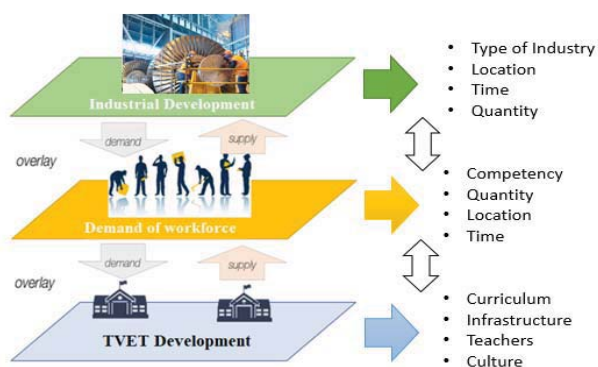 • Type of Industry
• Location
• Time
• Quantity
Industrial Development
demand
supply
overlay
• Competency
• Quantity
• Location
• Time
Demand of workforce
demand
supply
overlay
• Curriculum
• Infrastructure
• Teachers
• Culture
TVET Development